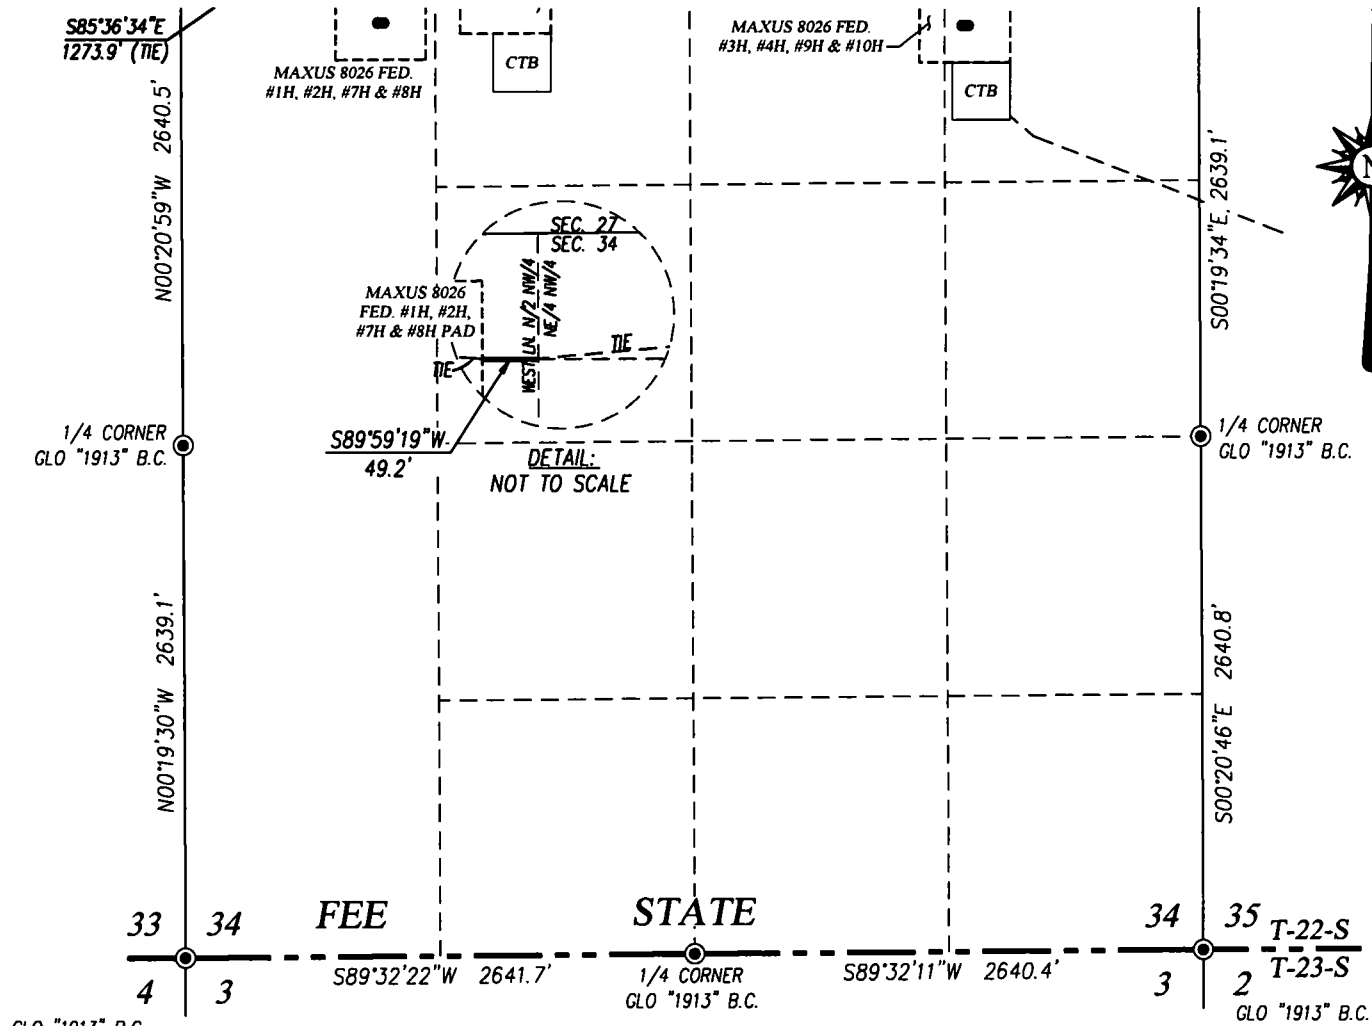 S85°36'34"E
1273.9' (TIE)
MAXUS 8026 FED.
#1H, #2H, #7H & #8H
CTB
MAXUS 8026 FED.
#3H, #4H, #9H & #10H
CTB
N00°20'59"W 2640.5'
S00°19'34"E, 2639.1'
N
SEC. 27
SEC. 34
WEST LN. N/2 NW/4
NE/4 NW/4
MAXUS 8026
FED. #1H, #2H,
#7H & #8H PAD
TIE
TIE
S89°59'19"W
49.2'
DETAIL:
NOT TO SCALE
1/4 CORNER
GLO "1913" B.C.
1/4 CORNER
GLO "1913" B.C.
N00°19'30"W 2639.1'
S00°20'46"E 2640.8'
33 34
FEE
STATE
34 35
T-22-S
S89°32'22"W 2641.7'
1/4 CORNER
GLO "1913" B.C.
S89°32'11"W 2640.4'
T-23-S
4 3
3 2
GLO "1913" B.C.
GLO "1913" B.C.